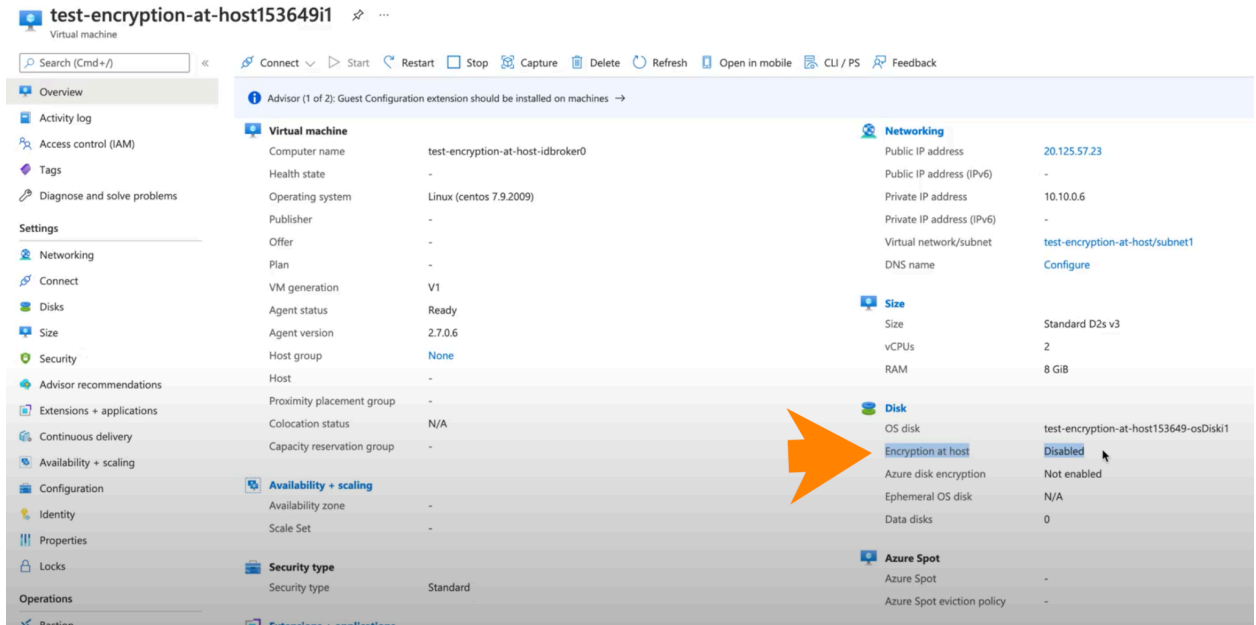 test-encryption-at-host153649i1
Virtual machine
Search (Cmd+/)
«
Connect
Start
Restart
Stop
Capture
Delete
Refresh
Open in mobile
CLI / PS
Feedback
Overview
Activity log
Access control (IAM)
Tags
Diagnose and solve problems
Settings
Networking
Connect
Disks
Size
Security
Advisor recommendations
Extensions + applications
Continuous delivery
Availability + scaling
Configuration
Identity
Properties
Locks
Operations
Bastion
Advisor (1 of 2): Guest Configuration extension should be installed on machines →
Virtual machine
Computer name test-encryption-at-host-idbroker0
Health state -
Operating system Linux (centos 7.9.2009)
Publisher -
Offer -
Plan -
VM generation V1
Agent status Ready
Agent version 2.7.0.6
Host group None
Host -
Proximity placement group -
Colocation status N/A
Capacity reservation group -
Availability + scaling
Availability zone -
Scale Set -
Security type
Security type Standard
Extensions + applications
Networking
Public IP address 20.125.57.23
Public IP address (IPv6) -
Private IP address 10.10.0.6
Private IP address (IPv6) -
Virtual network/subnet test-encryption-at-host/subnet1
DNS name Configure
Size
Size Standard D2s v3
vCPUs 2
RAM 8 GiB
Disk
OS disk test-encryption-at-host153649-osDiski1
Encryption at host Disabled
Azure disk encryption Not enabled
Ephemeral OS disk N/A
Data disks 0
Azure Spot
Azure Spot -
Azure Spot eviction policy -